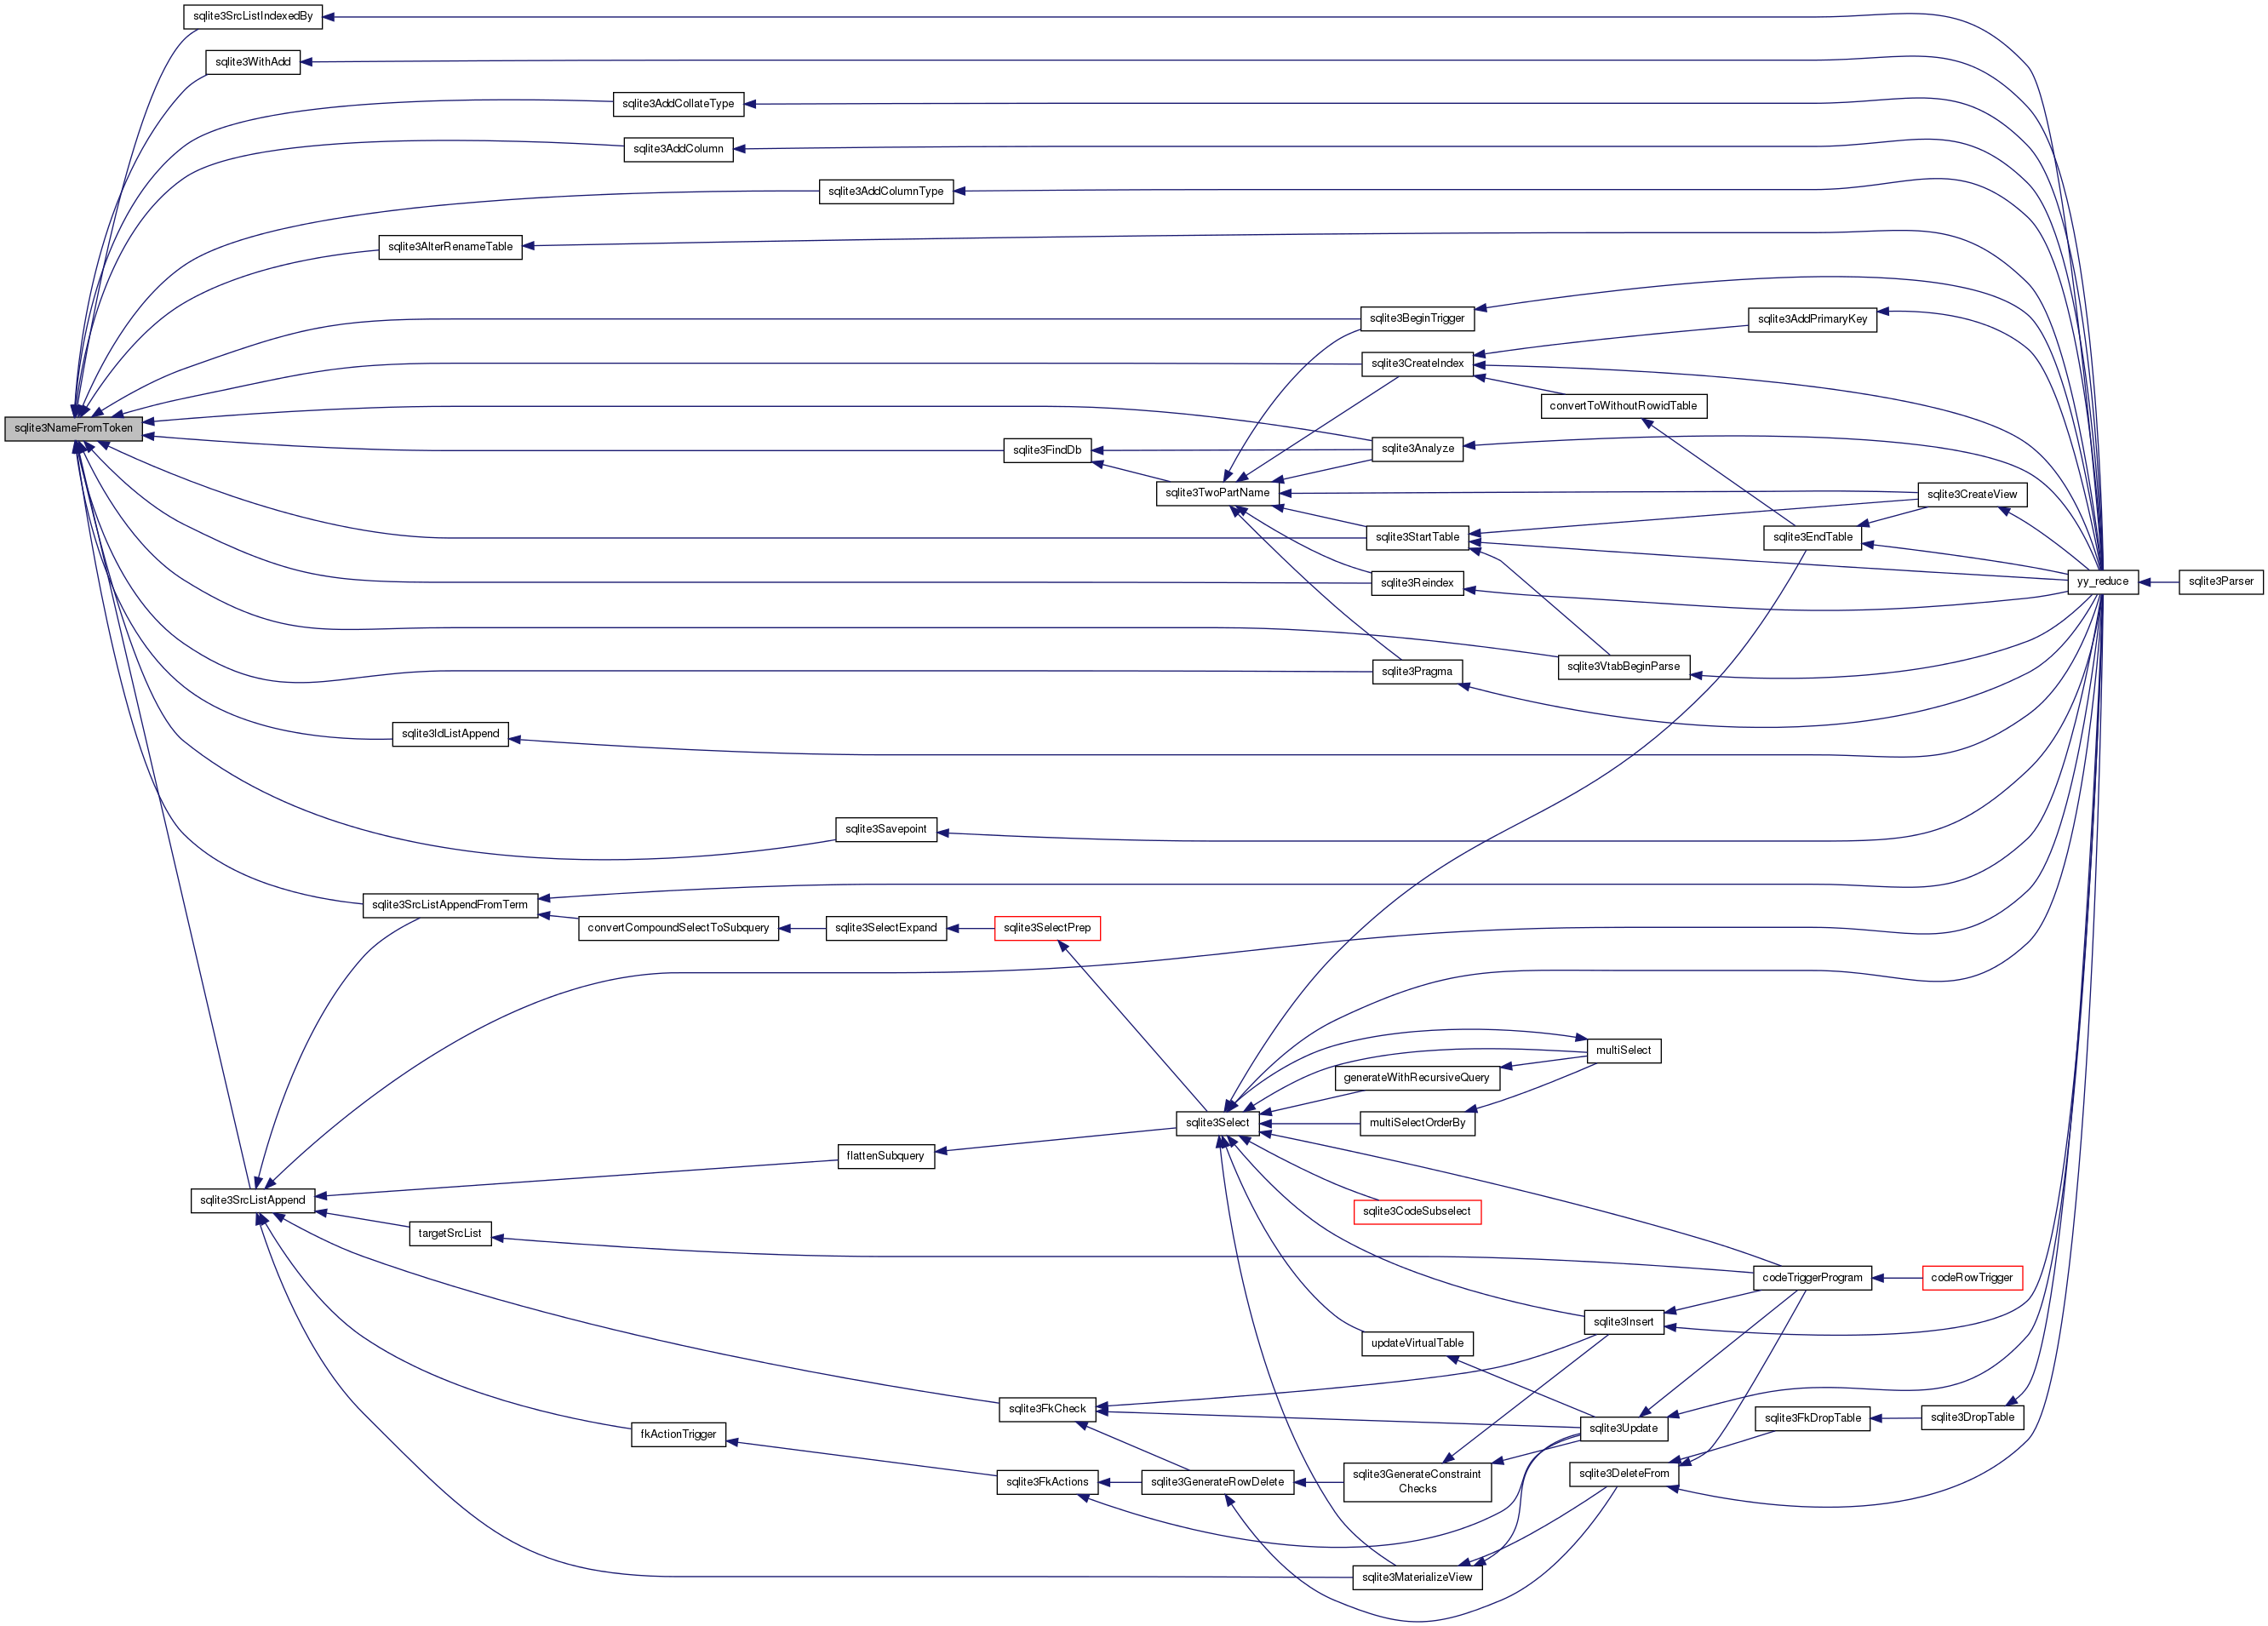 sqlite3SrcListIndexedBy
sqlite3WithAdd
sqlite3AddCollateType
sqlite3AddColumn
sqlite3AddColumnType
sqlite3AlterRenameTable
sqlite3BeginTrigger
sqlite3AddPrimaryKey
sqlite3CreateIndex
convertToWithoutRowidTable
sqlite3NameFromToken
sqlite3FindDb
sqlite3Analyze
sqlite3TwoPartName
sqlite3CreateView
sqlite3StartTable
sqlite3EndTable
sqlite3Reindex
yy_reduce
sqlite3Parser
sqlite3VtabBeginParse
sqlite3Pragma
sqlite3IdListAppend
sqlite3Savepoint
sqlite3SrcListAppendFromTerm
convertCompoundSelectToSubquery
sqlite3SelectExpand
sqlite3SelectPrep
multiSelect
generateWithRecursiveQuery
sqlite3Select
multiSelectOrderBy
flattenSubquery
sqlite3SrcListAppend
sqlite3CodeSubselect
targetSrcList
codeTriggerProgram
codeRowTrigger
sqlite3Insert
updateVirtualTable
sqlite3FkCheck
sqlite3FkDropTable
sqlite3DropTable
fkActionTrigger
sqlite3Update
sqlite3FkActions
sqlite3GenerateRowDelete
sqlite3GenerateConstraint
Checks
sqlite3DeleteFrom
sqlite3MaterializeView